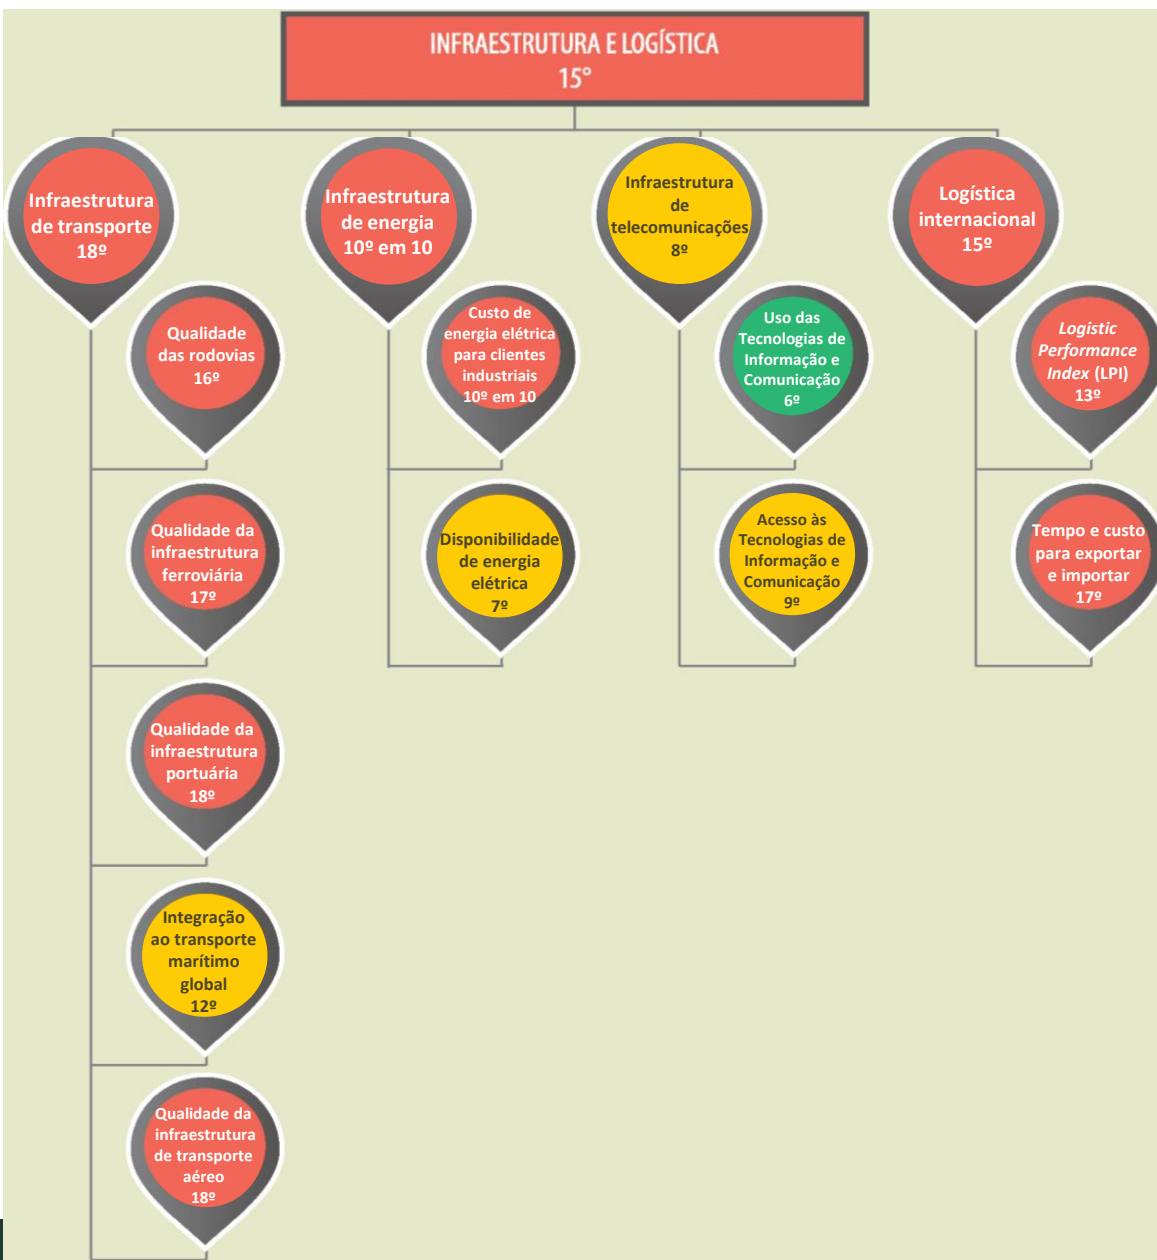 INFRAESTRUTURA E LOGÍSTICA
15°
Infraestrutura
de transporte
18º
Qualidade
das rodovias
16º
Qualidade da
infraestrutura
ferroviária
17º
Qualidade da
infraestrutura
portuária
18º
Integração
ao transporte
marítimo
global
12º
Qualidade da
infraestrutura
de transporte
aéreo
18º
Infraestrutura
de energia
10º em 10
Custo de
energia elétrica
para clientes
industriais
10º em 10
Disponibilidade
de energia
elétrica
7º
Infraestrutura
de
telecomunicações
8º
Uso das
Tecnologias de
Informação e
Comunicação
6º
Acesso às
Tecnologias de
Informação e
Comunicação
9º
Logística
internacional
15º
Logistic
Performance
Index (LPI)
13º
Tempo e custo
para exportar
e importar
17º